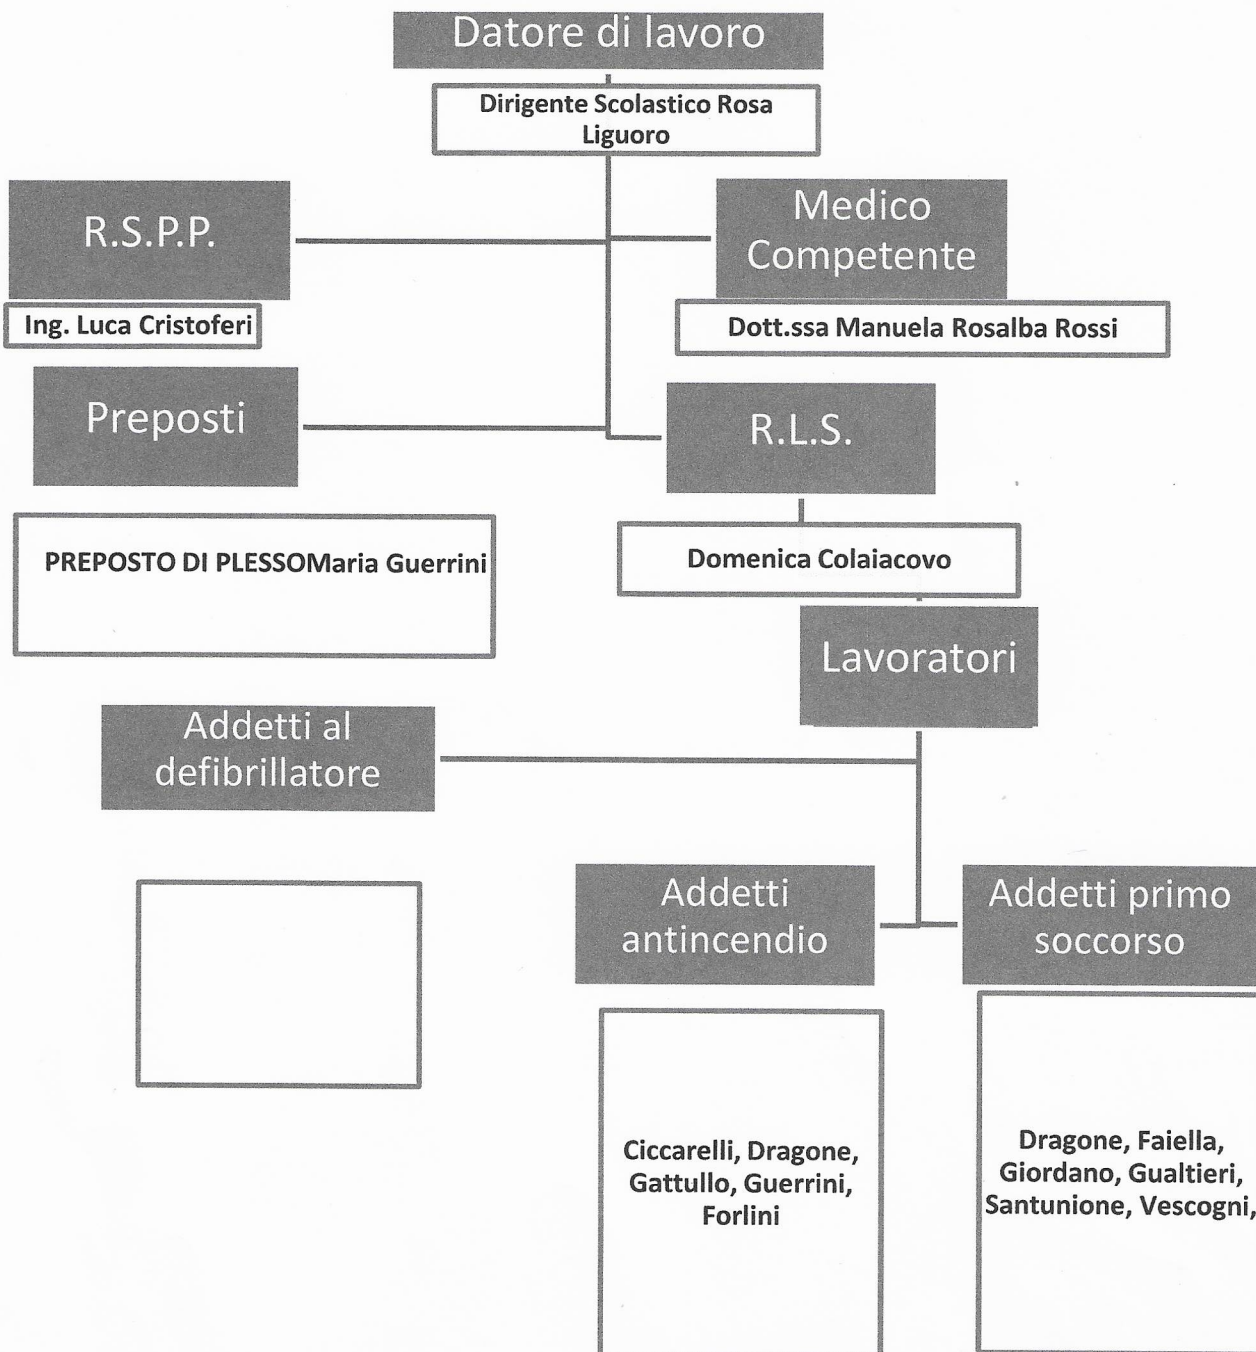 Datore di lavoro
Dirigente Scolastico Rosa
Liguoro
R.S.P.P.
Ing. Luca Cristoferi
Medico
Competente
Dott.ssa Manuela Rosalba Rossi
Preposti
PREPOSTO DI PLESSOMaria Guerrini
R.L.S.
Domenica Colaiacovo
Lavoratori
Addetti al
defibrillatore
Addetti
antincendio
Ciccarelli, Dragone,
Gattullo, Guerrini,
Forlini
Addetti primo
soccorso
Dragone, Faiella,
Giordano, Gualtieri,
Santunione, Vescogni,